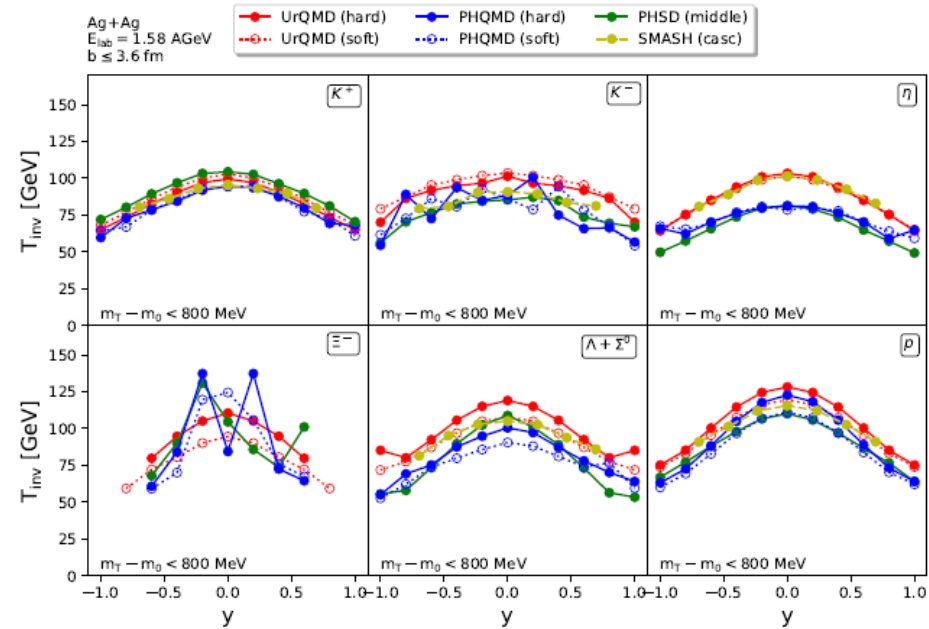 Ag+Ag
E_lab = 1.58 AGeV
b ≤ 3.6 fm
UrQMD (hard) PHQMD (hard) PHSD (middle)
UrQMD (soft) PHQMD (soft) SMASH (casc)
K⁺ K⁻ η
150
125
100
75
50
25
0
T_inv [GeV]
m_T − m_0 < 800 MeV m_T − m_0 < 800 MeV m_T − m_0 < 800 MeV
Ξ⁻ Λ + Σ⁰ p
150
125
100
75
50
25
0
T_inv [GeV]
m_T − m_0 < 800 MeV m_T − m_0 < 800 MeV m_T − m_0 < 800 MeV
−1.0 −0.5 0.0 0.5 1.0 −0.5 0.0 0.5 1.0 −0.5 0.0 0.5 1.0
y y y